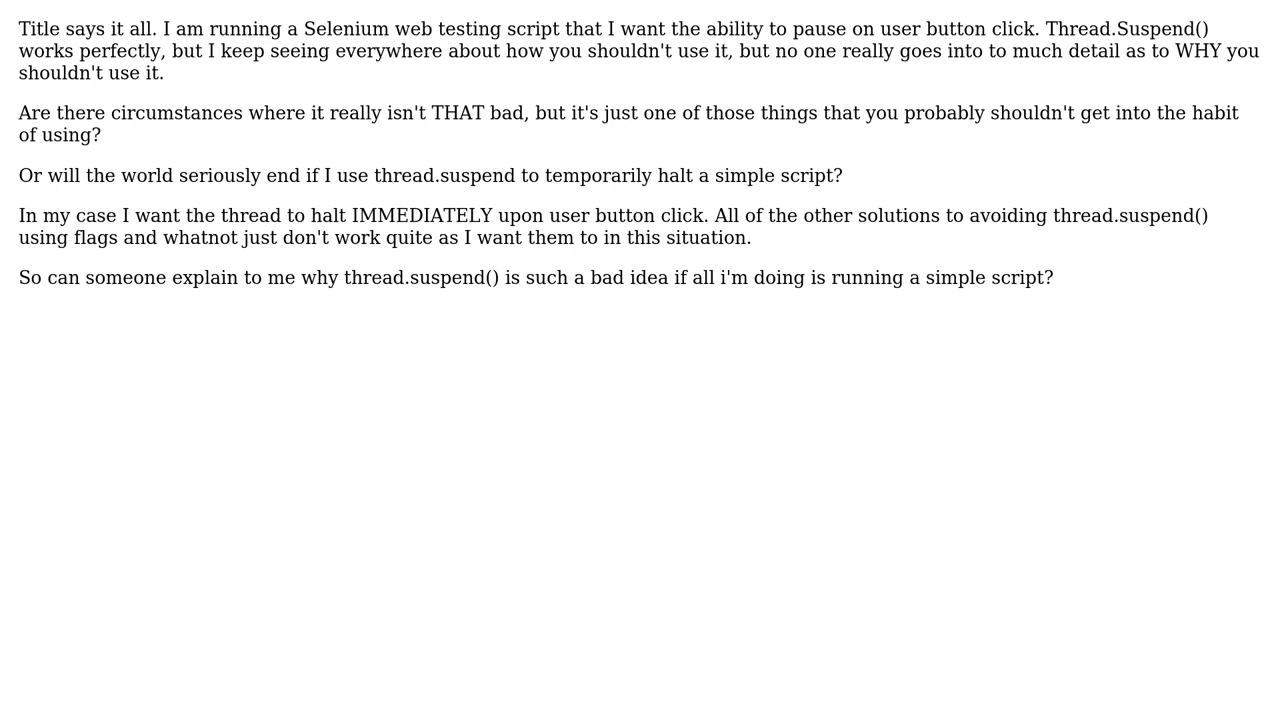 Title says it all. I am running a Selenium web testing script that I want the ability to pause on user button click. Thread.Suspend()
works perfectly, but I keep seeing everywhere about how you shouldn't use it, but no one really goes into to much detail as to WHY you
shouldn't use it.
Are there circumstances where it really isn't THAT bad, but it's just one of those things that you probably shouldn't get into the habit
of using?
Or will the world seriously end if I use thread.suspend to temporarily halt a simple script?
In my case I want the thread to halt IMMEDIATELY upon user button click. All of the other solutions to avoiding thread.suspend()
using flags and whatnot just don't work quite as I want them to in this situation.
So can someone explain to me why thread.suspend() is such a bad idea if all i'm doing is running a simple script?